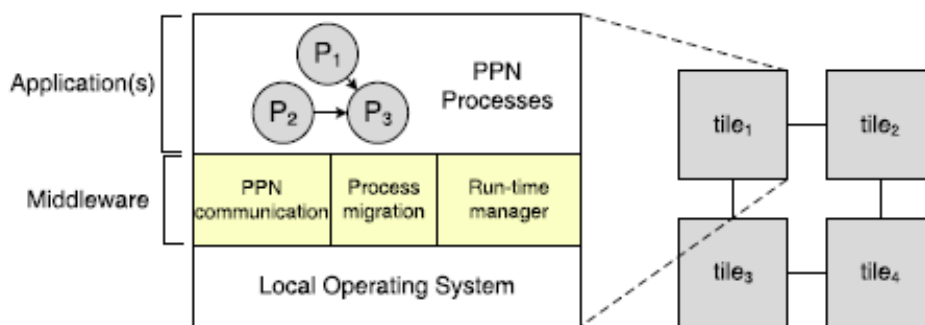 Application(s)
P1
P2
P3
PPN
Processes
Middleware
PPN
communication
Process
migration
Run-time
manager
Local Operating System
tile1
tile2
tile3
tile4